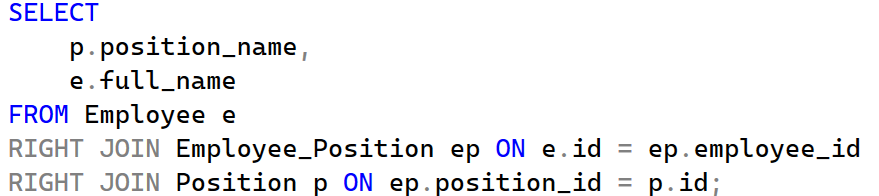 SELECT
    p.position_name,
    e.full_name
FROM Employee e
RIGHT JOIN Employee_Position ep ON e.id = ep.employee_id
RIGHT JOIN Position p ON ep.position_id = p.id;